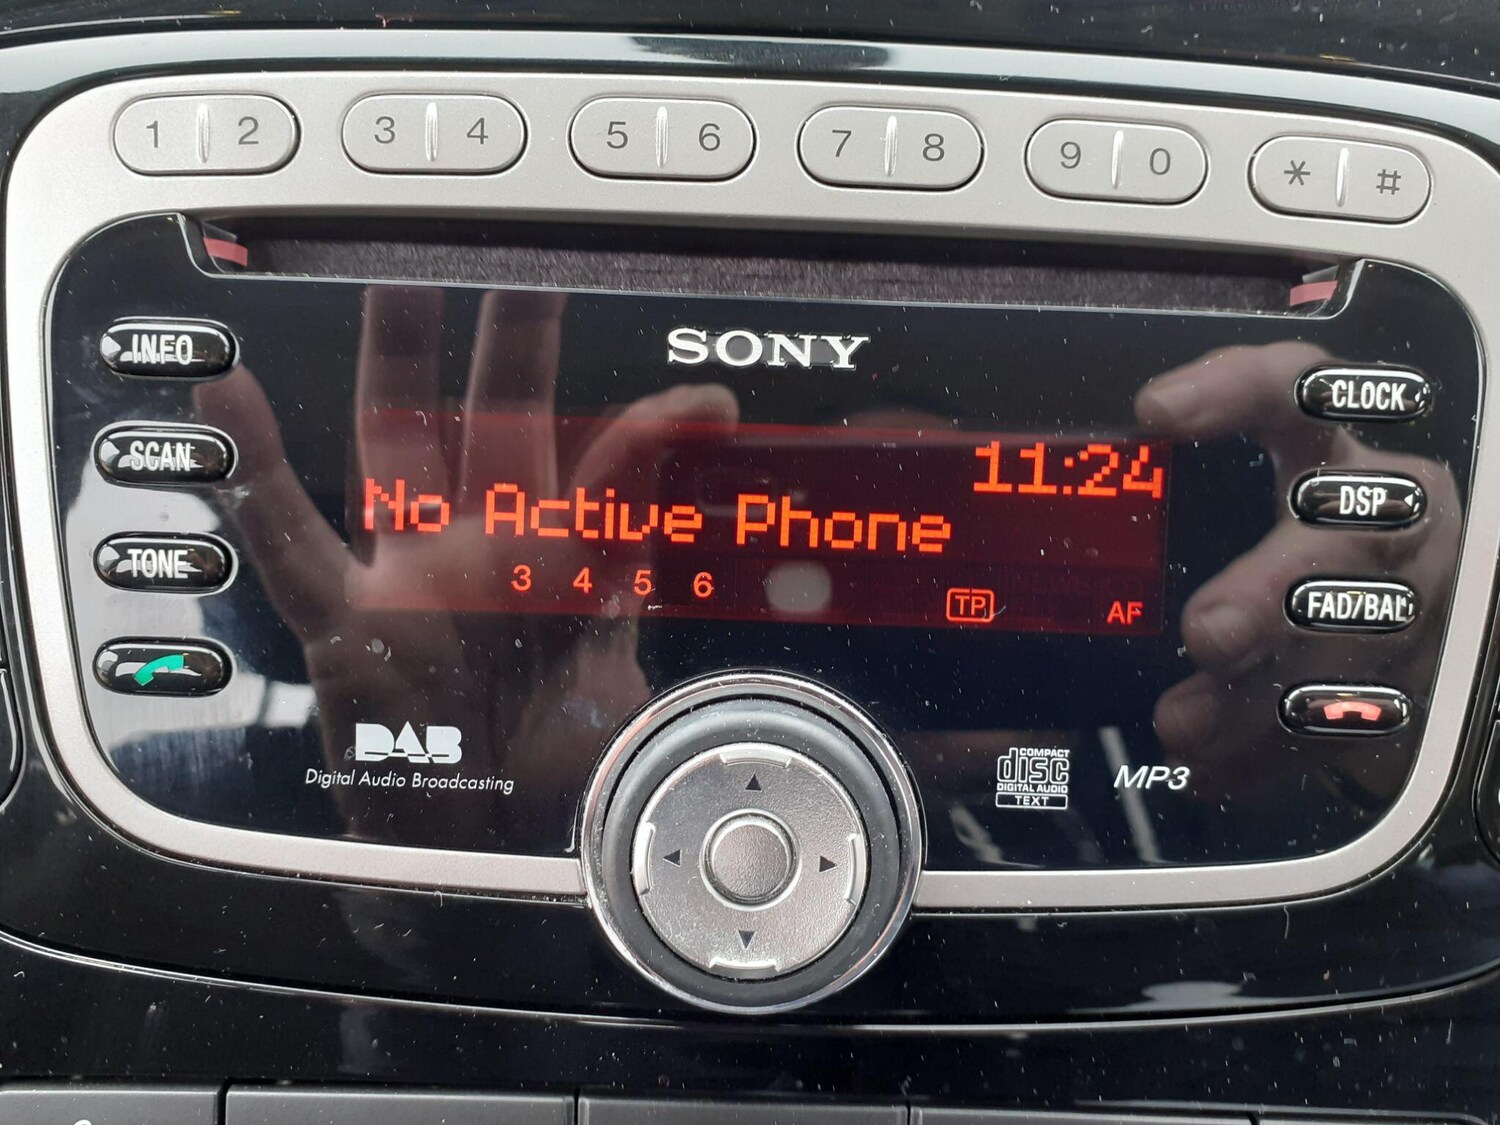 1 2 3 4 5 6 7 8 9 0 * #
SONY
INFO
CLOCK
11:24
No Active Phone
SCAN
DSP
3 4 5 6
TP
AF
TONE
FAD/BAL
DAB
Digital Audio Broadcasting
COMPACT
disc
DIGITAL AUDIO
TEXT
MP3